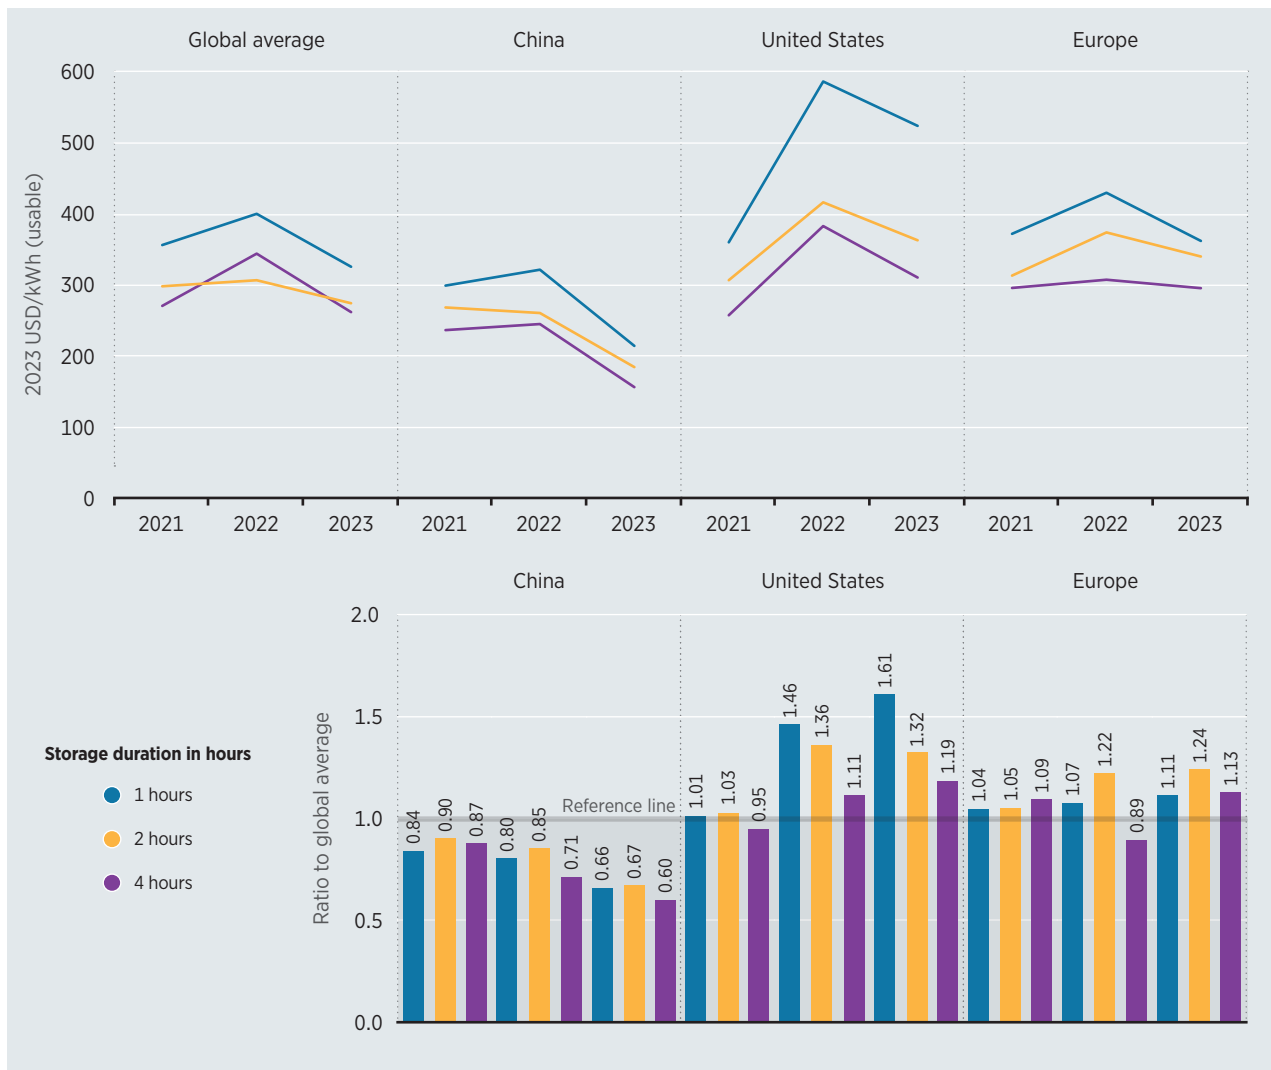 Global average China United States Europe
600
500
400
300
200
100
0
2023 USD/kWh (usable)
2021 2022 2023 2021 2022 2023 2021 2022 2023 2021 2022 2023
China United States Europe
2.0
1.5
1.0
0.5
0.0
Ratio to global average
Reference line
0.84 0.90 0.87 0.80 0.85 0.71 0.66 0.67 0.60
1.01 1.03 0.95 1.46 1.36 1.11 1.61 1.32 1.19
1.04 1.05 1.09 1.07 1.22 0.89 1.11 1.24 1.13
Storage duration in hours
1 hours
2 hours
4 hours